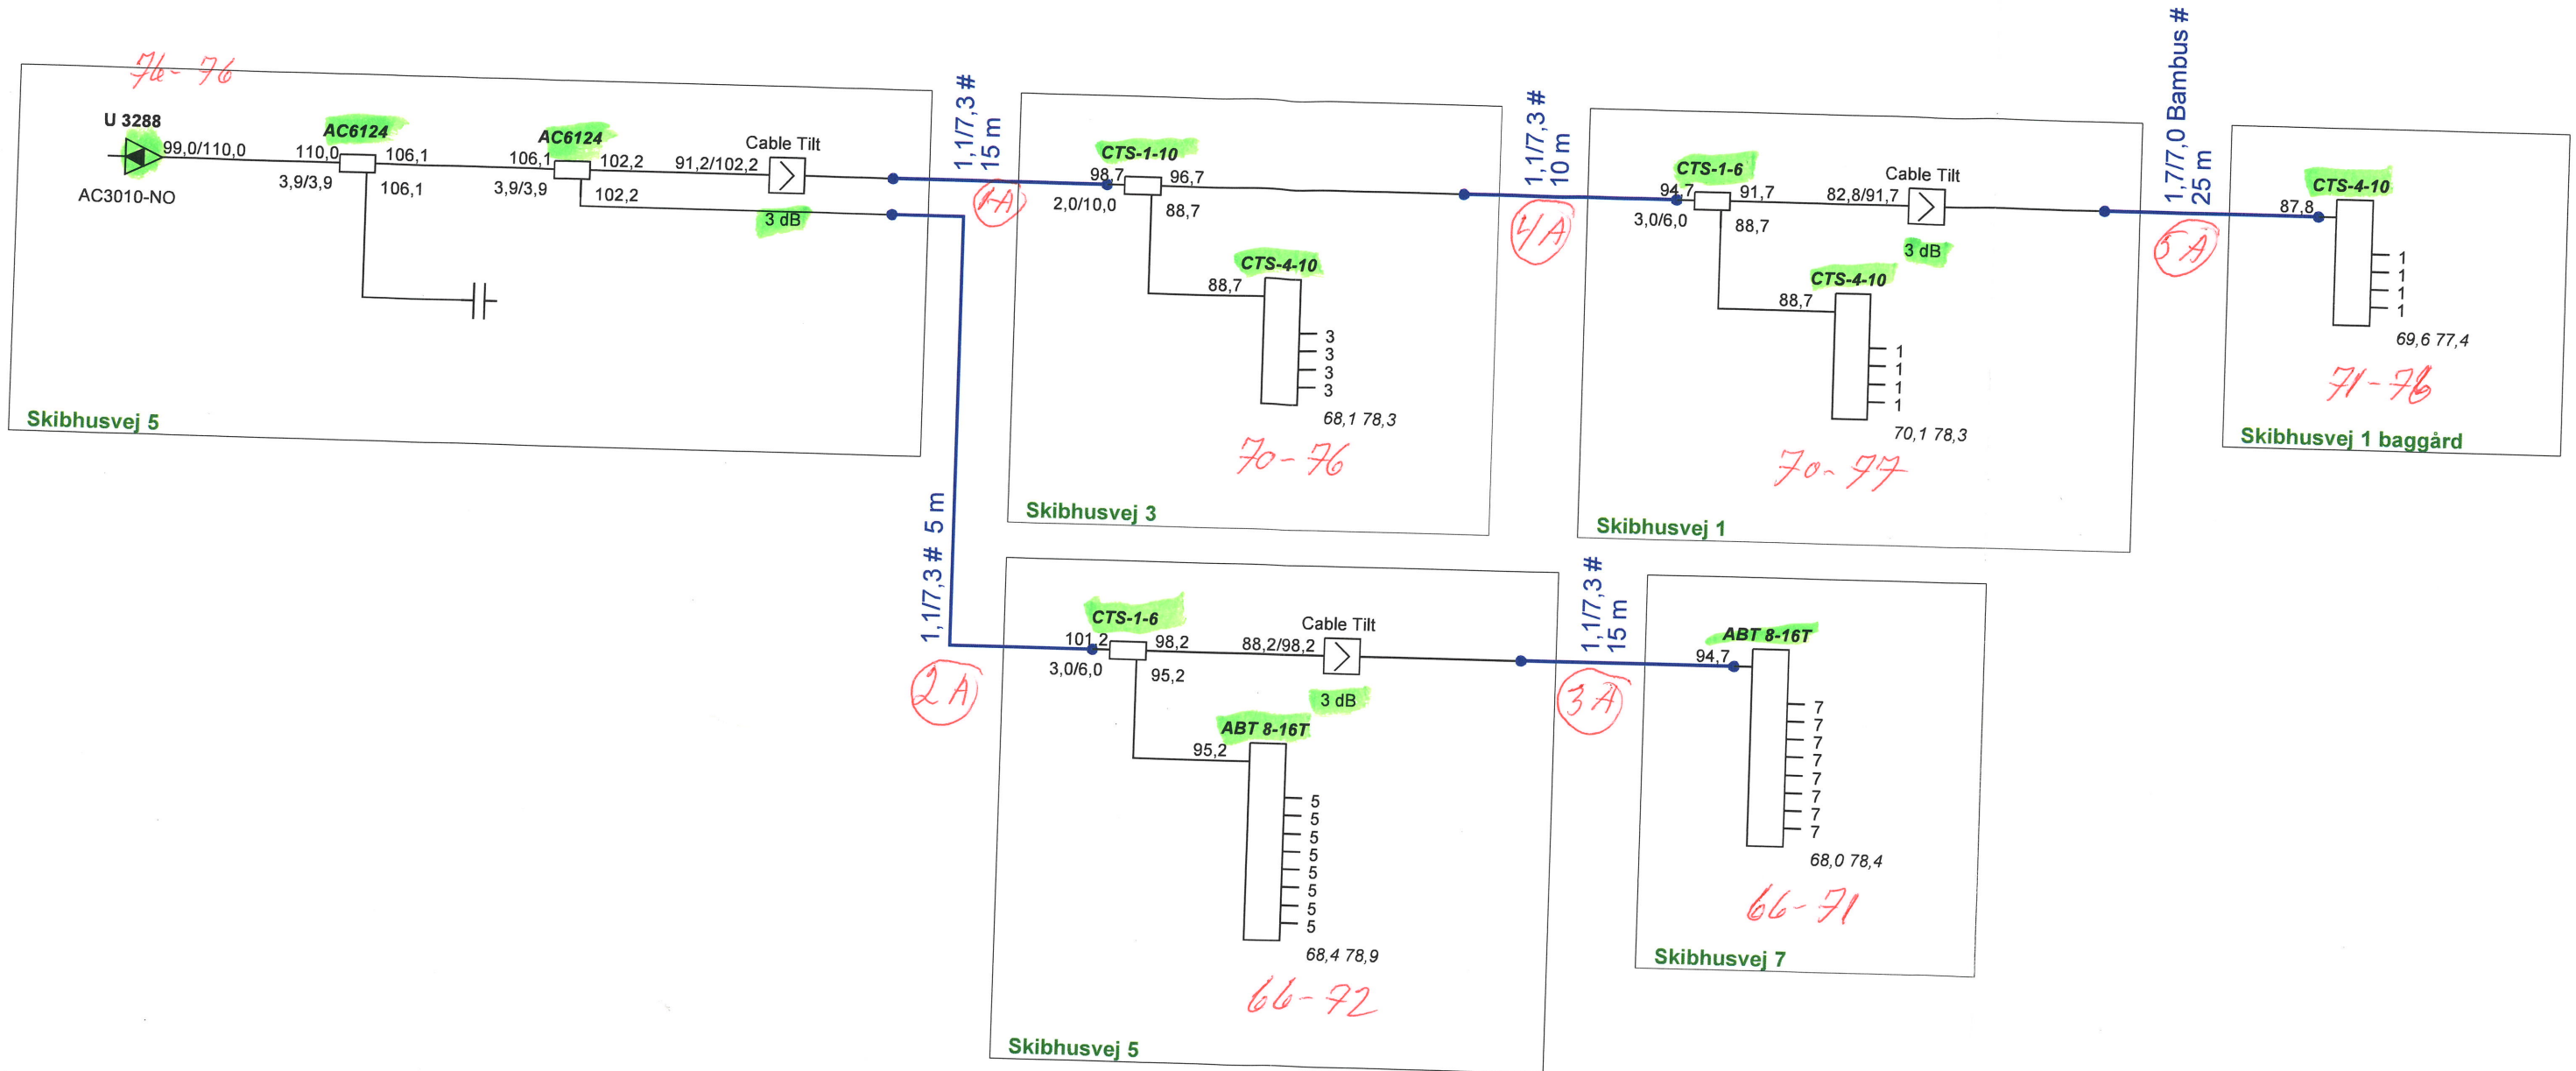 74- 76
U 3288
99,0/110,0
AC3010-NO
AC6124
110,0
106,1
3,9/3,9
106,1
AC6124
106,1
102,2
3,9/3,9
102,2
91,2/102,2
Cable Tilt
3 dB
Skibhusvej 5
1,1/7,3 #
15 m
1A
CTS-1-10
98,7
96,7
2,0/10,0
88,7
CTS-4-10
88,7
3
3
3
3
68,1 78,3
70-76
Skibhusvej 3
1,1/7,3 #
10 m
4A
CTS-1-6
94,7
91,7
3,0/6,0
88,7
82,8/91,7
Cable Tilt
3 dB
CTS-4-10
88,7
1
1
1
1
70,1 78,3
70-77
Skibhusvej 1
1,7/7,0 Bambus #
25 m
5A
CTS-4-10
87,8
1
1
1
1
69,6 77,4
71-76
Skibhusvej 1 baggård
1,1/7,3 # 5 m
2A
CTS-1-6
101,2
98,2
3,0/6,0
95,2
88,2/98,2
Cable Tilt
3 dB
ABT 8-16T
95,2
5
5
5
5
5
5
5
5
68,4 78,9
66-72
Skibhusvej 5
1,1/7,3 #
15 m
3A
ABT 8-16T
94,7
7
7
7
7
7
7
7
7
68,0 78,4
66-71
Skibhusvej 7